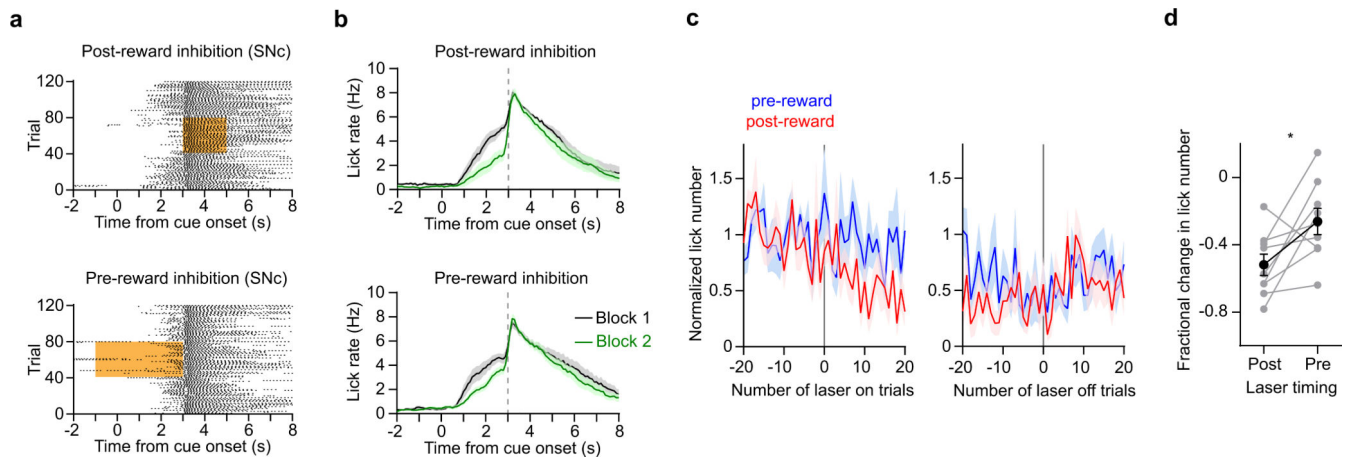 a
Post-reward inhibition (SNc)
120
80
40
0
Trial
-2 0 2 4 6 8
Time from cue onset (s)
Pre-reward inhibition (SNc)
120
80
40
0
Trial
-2 0 2 4 6 8
Time from cue onset (s)
b
Post-reward inhibition
10
8
6
4
2
0
Lick rate (Hz)
-2 0 2 4 6 8
Time from cue onset (s)
Pre-reward inhibition
10
8
6
4
2
0
Lick rate (Hz)
Block 1
Block 2
-2 0 2 4 6 8
Time from cue onset (s)
c
pre-reward
post-reward
1.5
1
0.5
0
Normalized lick number
-20 -10 0 10 20
Number of laser on trials
1.5
1
0.5
0
-20 -10 0 10 20
Number of laser off trials
d
*
0
-0.4
-0.8
Fractional change in lick number
Post Pre
Laser timing